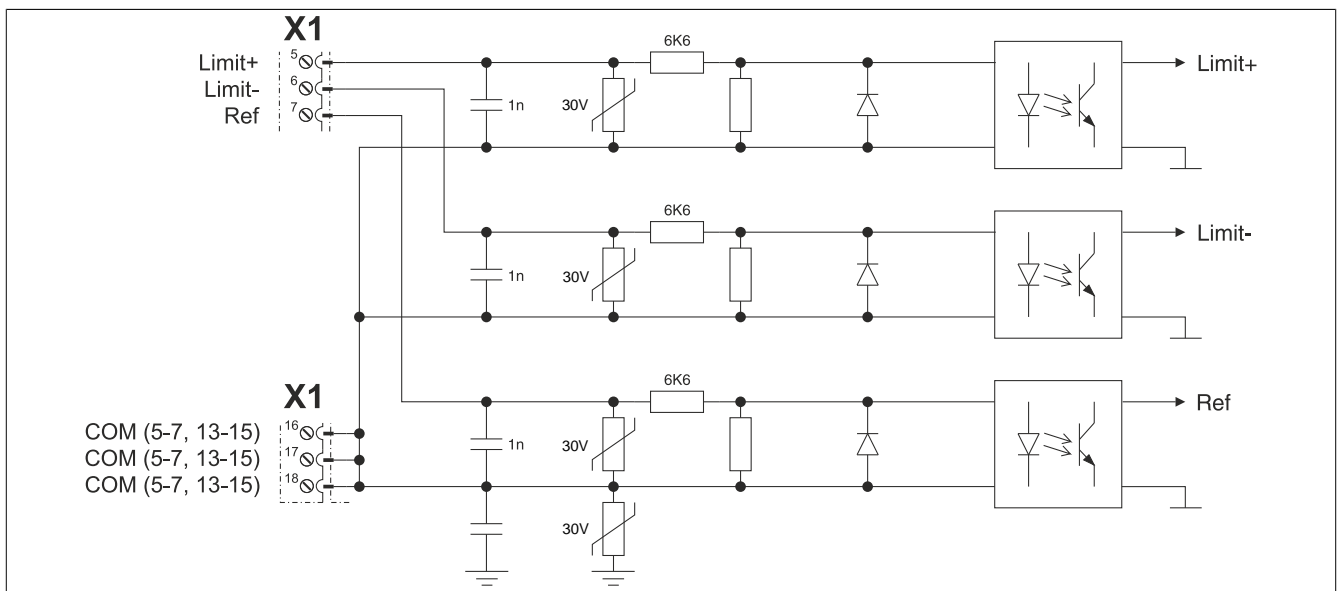 X1
5
Limit+
6
Limit-
7
Ref
6K6
1n
30V
Limit+
6K6
1n
30V
Limit-
X1
16
COM (5-7, 13-15)
17
COM (5-7, 13-15)
18
COM (5-7, 13-15)
6K6
1n
30V
Ref
30V